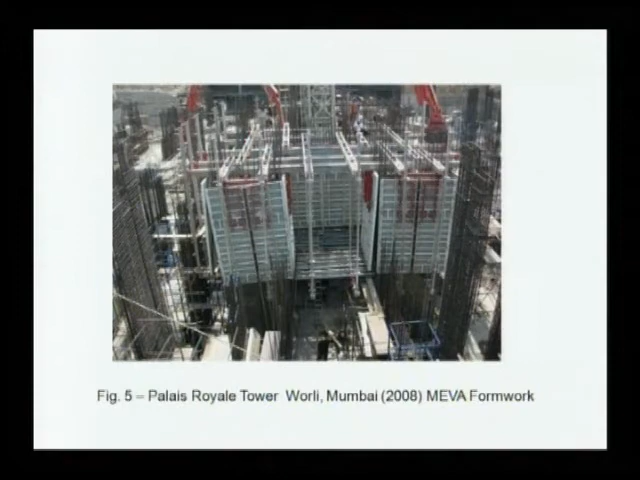 Fig. 5 – Palais Royale Tower Worli, Mumbai (2008) MEVA Formwork